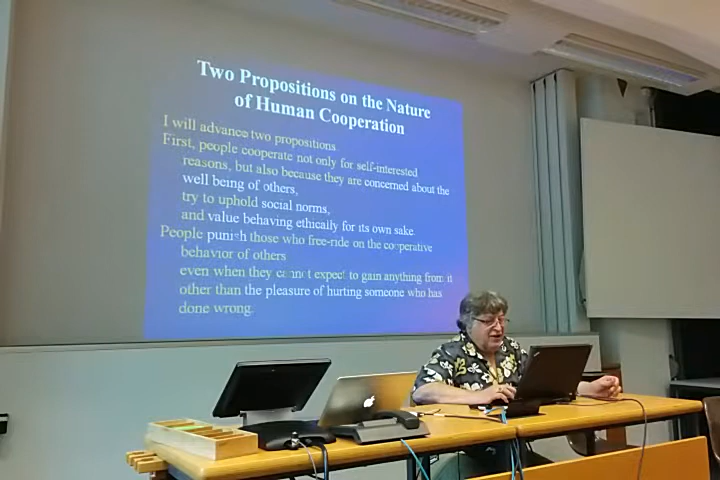 Two Propositions on the Nature
of Human Cooperation
I will advance two propositions.
First, people cooperate not only for self-interested
reasons, but also because they are concerned about the
well being of others,
try to uphold social norms,
and value behaving ethically for its own sake.
People punish those who free-ride on the cooperative
behavior of others
even when they cannot expect to gain anything from it
other than the pleasure of hurting someone who has
done wrong.